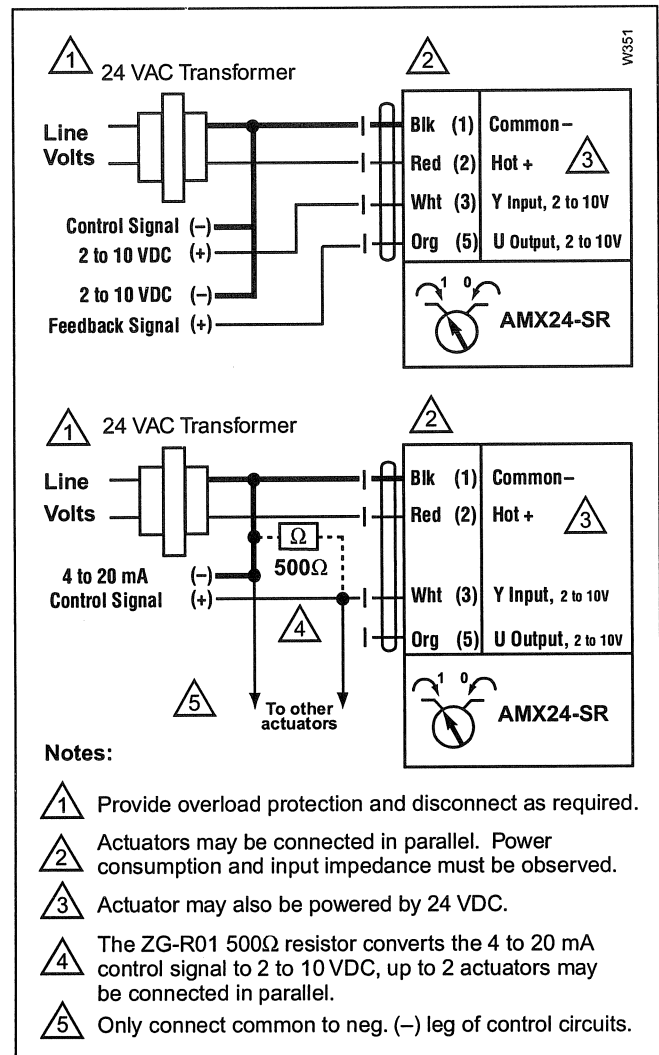 W351
1 24 VAC Transformer 2
Line Volts
Blk (1) Common –
Red (2) Hot + 3
Wht (3) Y Input, 2 to 10V
Org (5) U Output, 2 to 10V
Control Signal (–)
2 to 10 VDC (+)
2 to 10 VDC (–)
Feedback Signal (+)
1 0
AMX24-SR
1 24 VAC Transformer 2
Line
Volts
Blk (1) Common –
Red (2) Hot + 3
Ω
500Ω
4 to 20 mA (–)
Control Signal (+)
Wht (3) Y Input, 2 to 10V
4
Org (5) U Output, 2 to 10V
5 To other
actuators
1 0
AMX24-SR
Notes:
1 Provide overload protection and disconnect as required.
2 Actuators may be connected in parallel. Power
consumption and input impedance must be observed.
3 Actuator may also be powered by 24 VDC.
4 The ZG-R01 500Ω resistor converts the 4 to 20 mA
control signal to 2 to 10 VDC, up to 2 actuators may
be connected in parallel.
5 Only connect common to neg. (–) leg of control circuits.